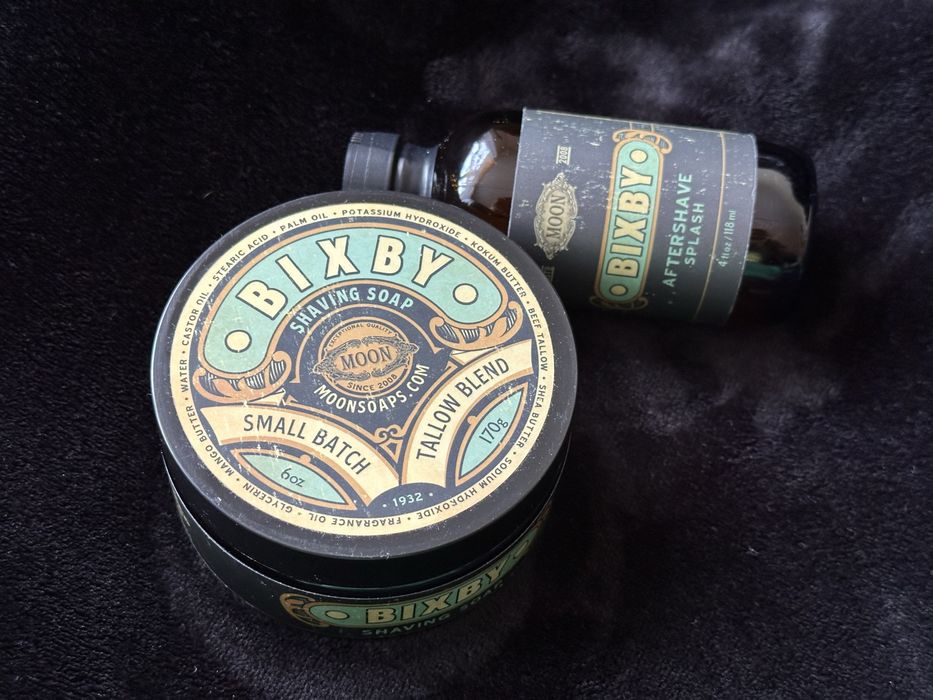 STEARIC ACID • PALM OIL • POTASSIUM HYDROXIDE • KOKUM BUTTER • BEEF TALLOW • SHEA BUTTER • SODIUM HYDROXIDE • FRAGRANCE OIL • GLYCERIN • MANGO BUTTER • WATER • CASTOR OIL •
BIXBY
SHAVING SOAP
EXCEPTIONAL QUALITY
MOON
SINCE 2008
MOONSOAPS.COM
SMALL BATCH
TALLOW BLEND
6oz
170g
• 1932 •
BIXBY
SHAVING SOAP
2008
MOON
BIXBY
AFTERSHAVE
SPLASH
4 floz / 118 ml